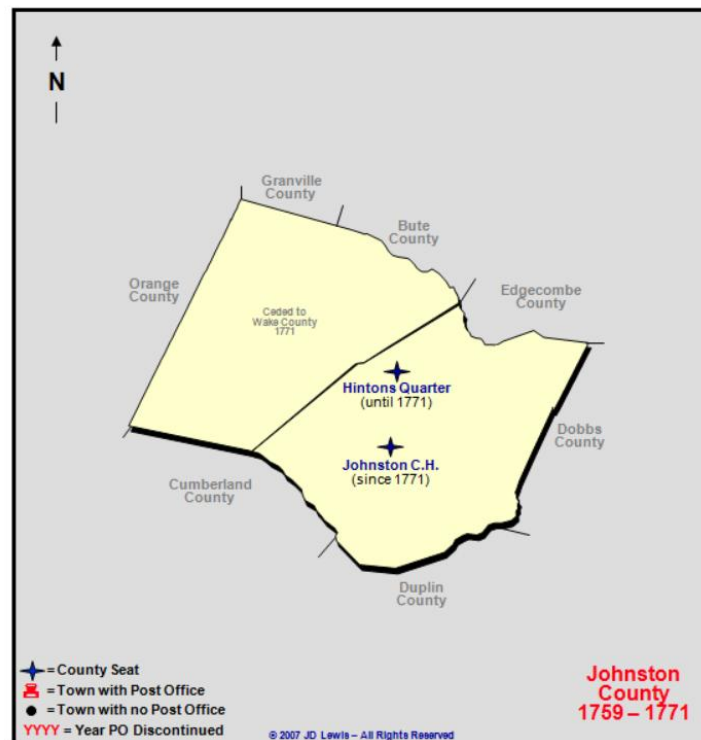 N
Granville
County
Bute
County
Orange
County
Edgecombe
County
Ceded to
Wake County
1771
Hintons Quarter
(until 1771)
Dobbs
County
Johnston C.H.
(since 1771)
Cumberland
County
Duplin
County
= County Seat
= Town with Post Office
= Town with no Post Office
YYYY = Year PO Discontinued
© 2007 JD Lewis – All Rights Reserved
Johnston
County
1759 – 1771